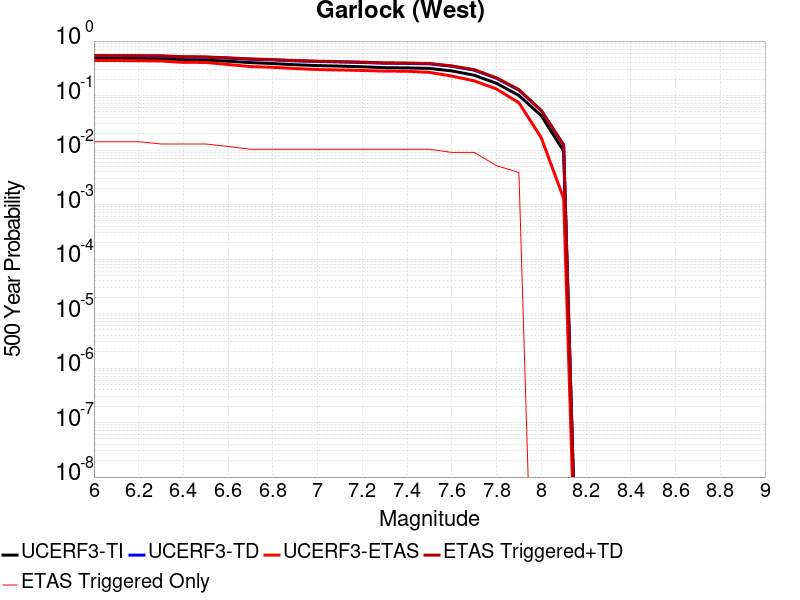 Garlock (West)
10^0
10^-1
10^-2
10^-3
10^-4
10^-5
10^-6
10^-7
10^-8
500 Year Probability
6 6.2 6.4 6.6 6.8 7 7.2 7.4 7.6 7.8 8 8.2 8.4 8.6 8.8 9
Magnitude
UCERF3-TI UCERF3-TD UCERF3-ETAS ETAS Triggered+TD
ETAS Triggered Only